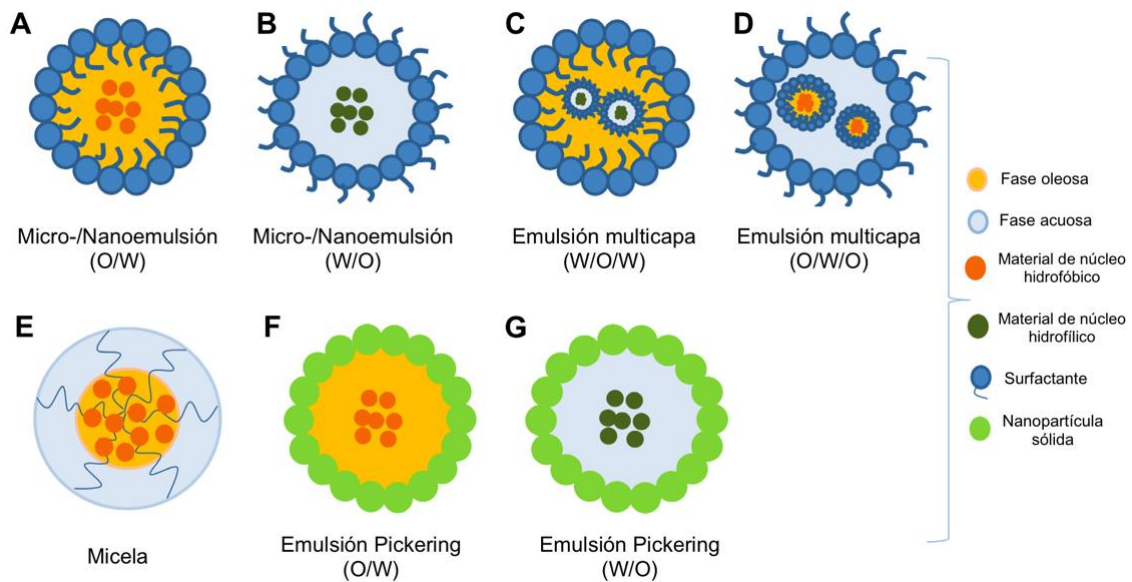 A
B
C
D
Micro-/Nanoemulsión
(O/W)
Micro-/Nanoemulsión
(W/O)
Emulsión multicapa
(W/O/W)
Emulsión multicapa
(O/W/O)
E
F
G
Micela
Emulsión Pickering
(O/W)
Emulsión Pickering
(W/O)
Fase oleosa
Fase acuosa
Material de núcleo
hidrofóbico
Material de núcleo
hidrofílico
Surfactante
Nanopartícula
sólida